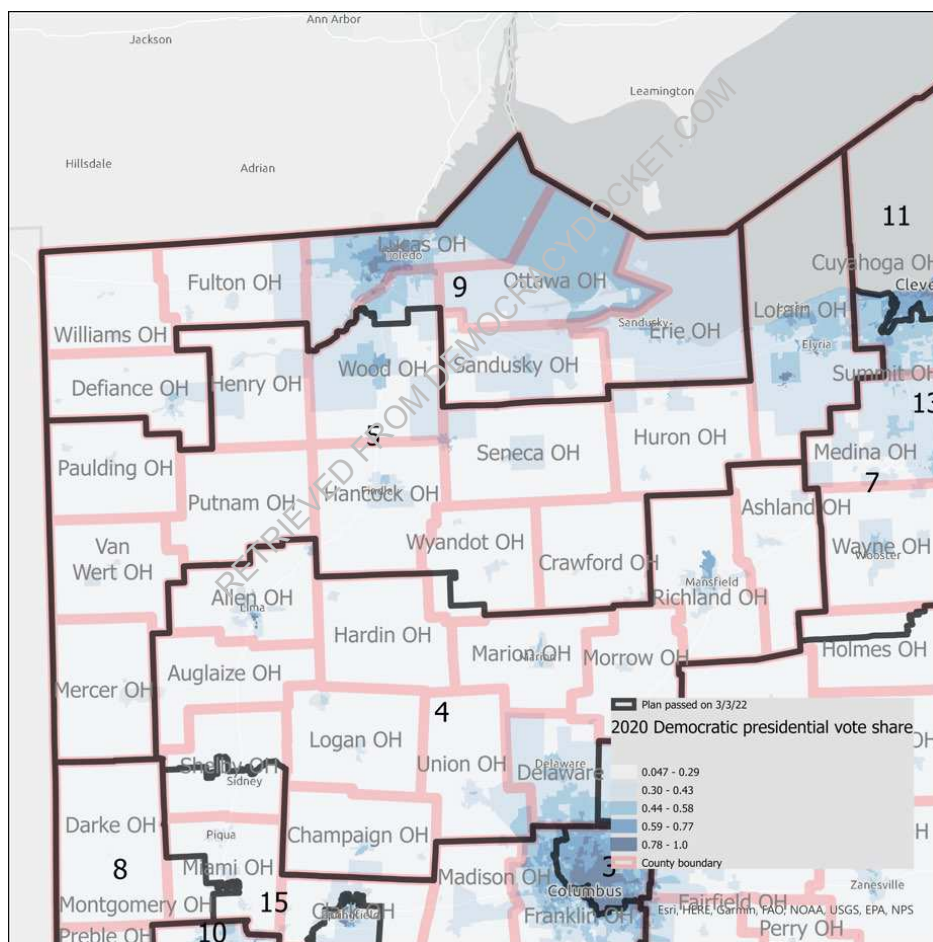 Ann Arbor
Jackson
Leamington
Hillsdale
Adrian
11
Lucas OH
Toledo
Cuyahoga OH
Fulton OH
9
Ottawa OH
Cleve
Williams OH
Sandusky
Erie OH
Lorain OH
Elyria
Defiance OH
Henry OH
Wood OH
Sandusky OH
Summit OH
13
5
Seneca OH
Huron OH
Medina OH
Paulding OH
Putnam OH
Hancock OH
7
Ashland OH
Van
Wert OH
Wyandot OH
Crawford OH
Wayne OH
Wooster
Allen OH
Lima
Mansfield
Richland OH
Hardin OH
Marion OH
Marion
Morrow OH
Holmes OH
Mercer OH
Auglaize OH
4
Plan passed on 3/3/22
2020 Democratic presidential vote share
0.047 - 0.29
0.30 - 0.43
0.44 - 0.58
0.59 - 0.77
0.78 - 1.0
County boundary
Logan OH
Union OH
Delaware
Delaware
OH
Shelby OH
Sidney
Darke OH
Piqua
Champaign OH
H
8
Miami OH
Madison OH
3
Columbus
Zanesville
Montgomery OH
15
Franklin OH
Fairfield OH
Esri, HERE, Garmin, FAO, NOAA, USGS, EPA, NPS
Preble OH
10
Perry OH
RETRIEVED FROM DEMOCRACYDOCKET.COM